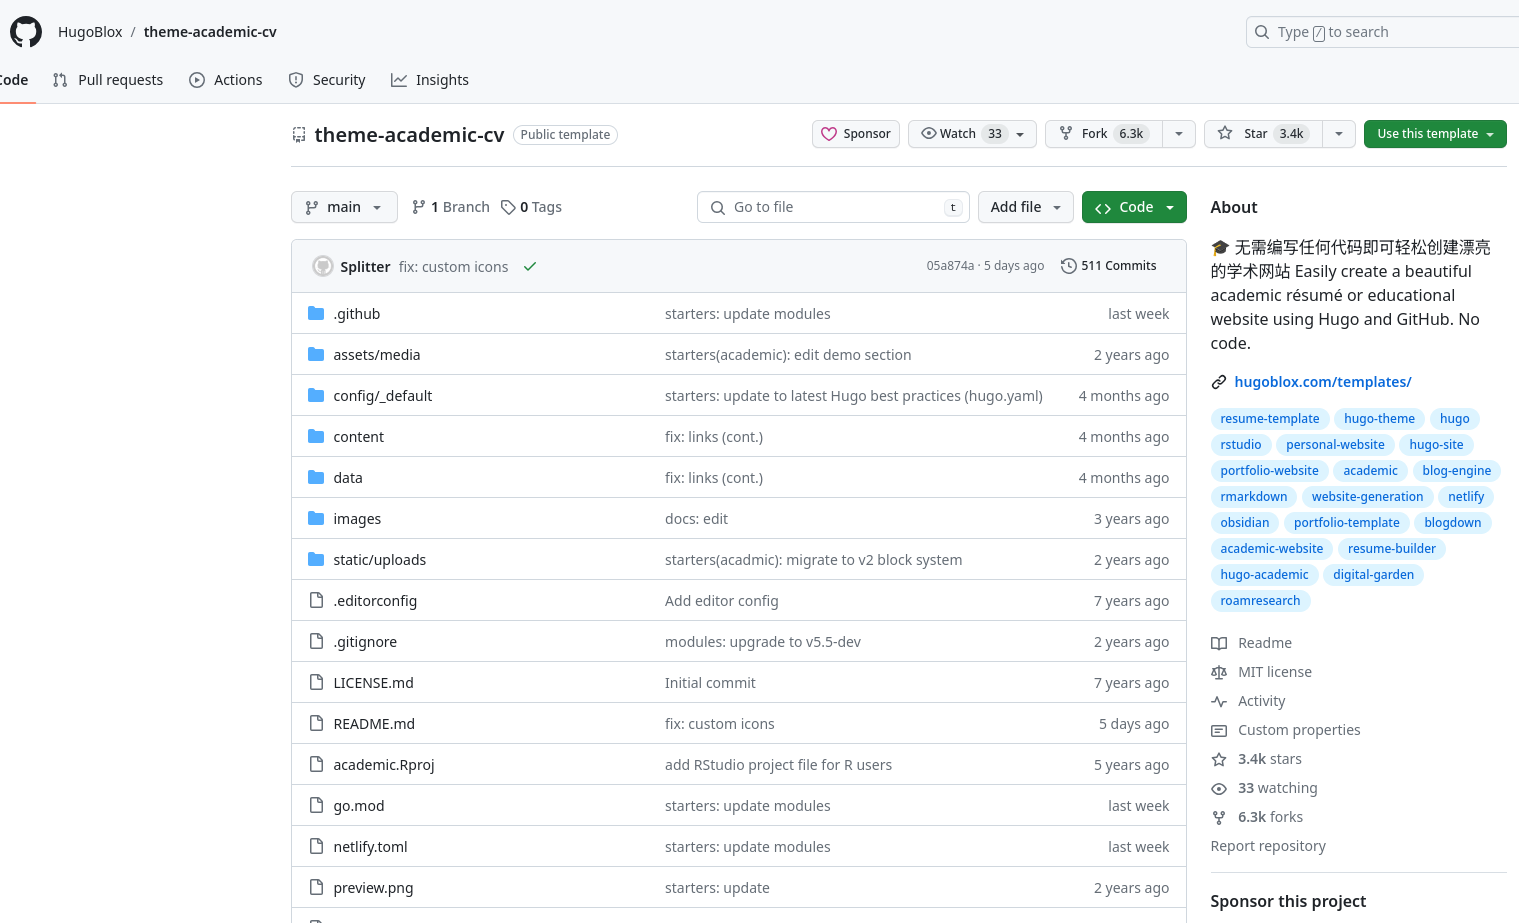 HugoBlox / theme-academic-cv
Type / to search
Code Pull requests Actions Security Insights
theme-academic-cv Public template
Sponsor Watch 33 Fork 6.3k Star 3.4k Use this template
main 1 Branch 0 Tags Go to file t Add file Code
Splitter fix: custom icons 05a874a · 5 days ago 511 Commits
.github starters: update modules last week
assets/media starters(academic): edit demo section 2 years ago
config/_default starters: update to latest Hugo best practices (hugo.yaml) 4 months ago
content fix: links (cont.) 4 months ago
data fix: links (cont.) 4 months ago
images docs: edit 3 years ago
static/uploads starters(acadmic): migrate to v2 block system 2 years ago
.editorconfig Add editor config 7 years ago
.gitignore modules: upgrade to v5.5-dev 2 years ago
LICENSE.md Initial commit 7 years ago
README.md fix: custom icons 5 days ago
academic.Rproj add RStudio project file for R users 5 years ago
go.mod starters: update modules last week
netlify.toml starters: update modules last week
preview.png starters: update 2 years ago
About
🎓 无需编写任何代码即可轻松创建漂亮
的学术网站 Easily create a beautiful
academic résumé or educational
website using Hugo and GitHub. No
code.
hugoblox.com/templates/
resume-template hugo-theme hugo
rstudio personal-website hugo-site
portfolio-website academic blog-engine
rmarkdown website-generation netlify
obsidian portfolio-template blogdown
academic-website resume-builder
hugo-academic digital-garden
roamresearch
Readme
MIT license
Activity
Custom properties
3.4k stars
33 watching
6.3k forks
Report repository
Sponsor this project